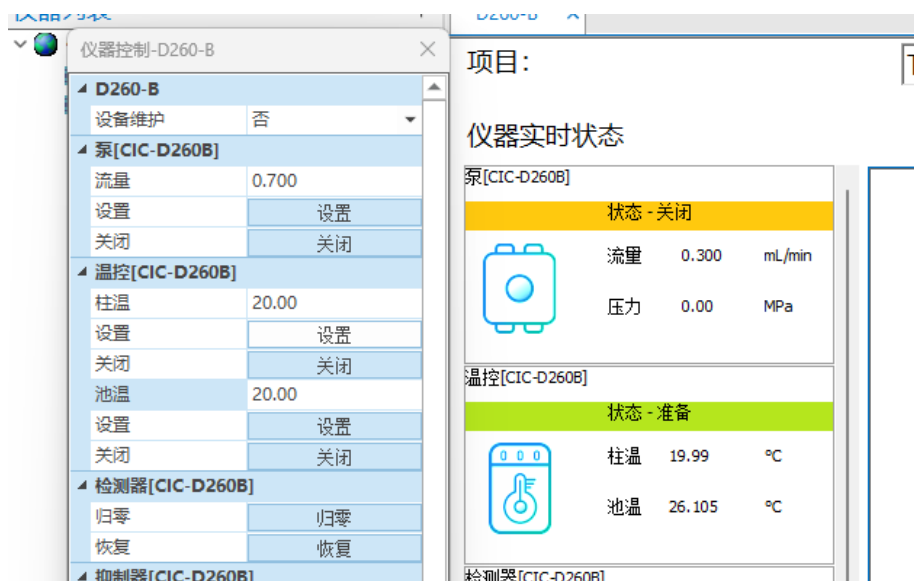 仪器列表
D260-B
仪器控制-D260-B
D260-B
设备维护 否
泵[CIC-D260B]
流量 0.700
设置 设置
关闭 关闭
温控[CIC-D260B]
柱温 20.00
设置 设置
关闭 关闭
池温 20.00
设置 设置
关闭 关闭
检测器[CIC-D260B]
归零 归零
恢复 恢复
抑制器[CIC-D260B]
项目:
仪器实时状态
泵[CIC-D260B]
状态 - 关闭
流量 0.300 mL/min
压力 0.00 MPa
温控[CIC-D260B]
状态 - 准备
柱温 19.99 °C
池温 26.105 °C
检测器[CIC-D260B]